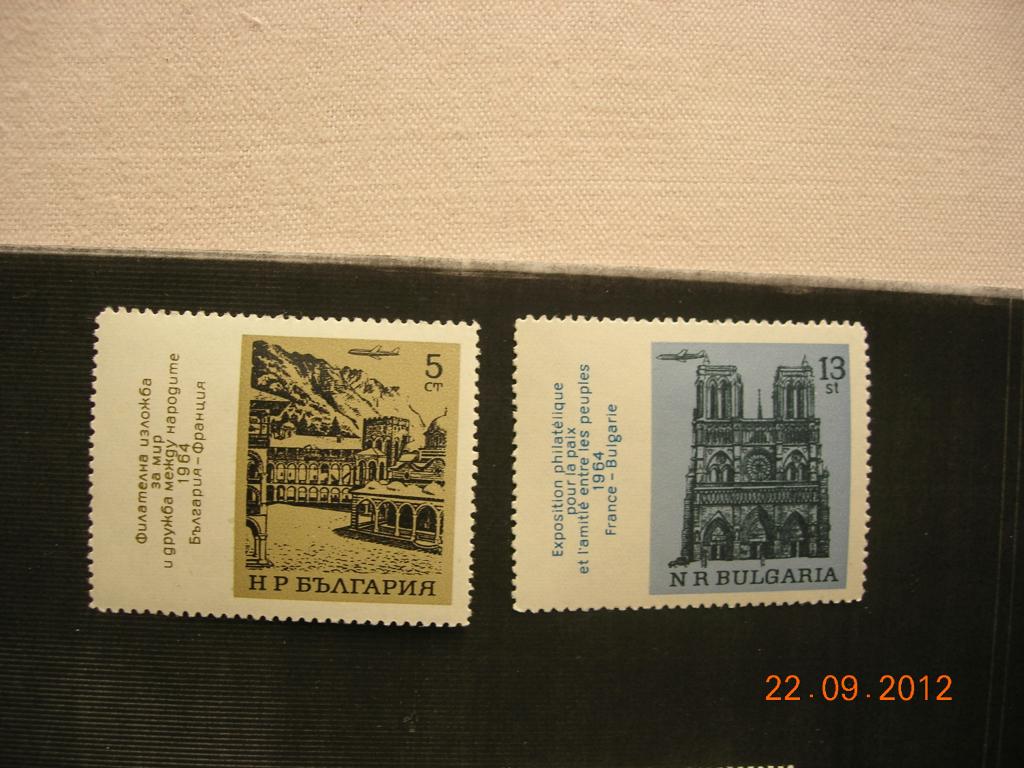 Филателна изложба
за мир
и дружба между народите
1964
България – Франция
5
СТ
Н Р БЪЛГАРИЯ
Exposition philatèlique
pour la paix
et l'amitié entre les peuples
1964
France – Bulgarie
13
st
N R BULGARIA
22.09.2012